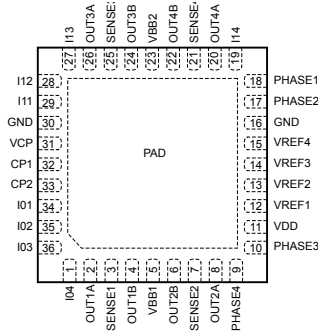 I13
OUT3A
SENSE3
OUT3B
VBB2
OUT4B
SENSE4
OUT4A
I14
27
26
25
24
23
22
21
20
19
I12 28
I11 29
GND 30
VCP 31
CP1 32
CP2 33
I01 34
I02 35
I03 36
PAD
18 PHASE1
17 PHASE2
16 GND
15 VREF4
14 VREF3
13 VREF2
12 VREF1
11 VDD
10 PHASE3
1
2
3
4
5
6
7
8
9
I04
OUT1A
SENSE1
OUT1B
VBB1
OUT2B
SENSE2
OUT2A
PHASE4